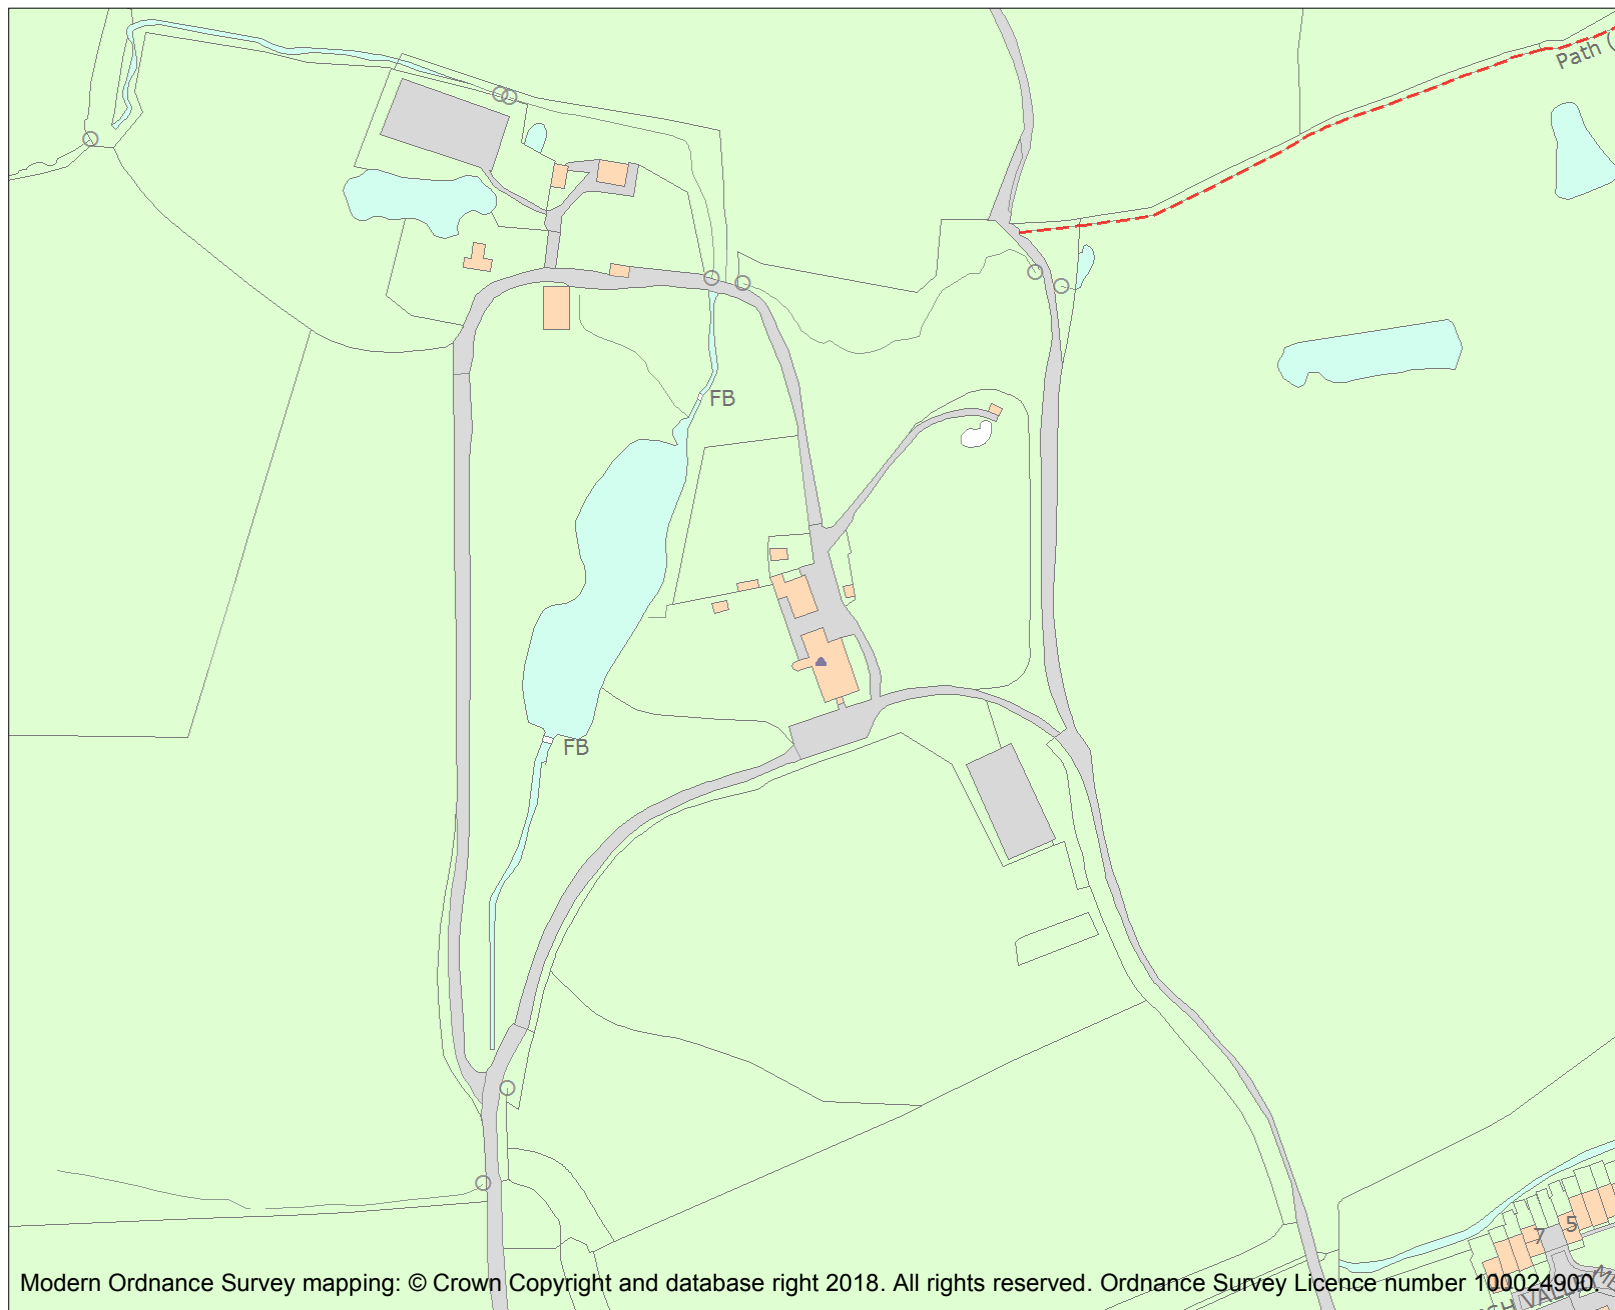 Path (
FB
FB
5
7
Modern Ordnance Survey mapping: © Crown Copyright and database right 2018. All rights reserved. Ordnance Survey Licence number 100024900.